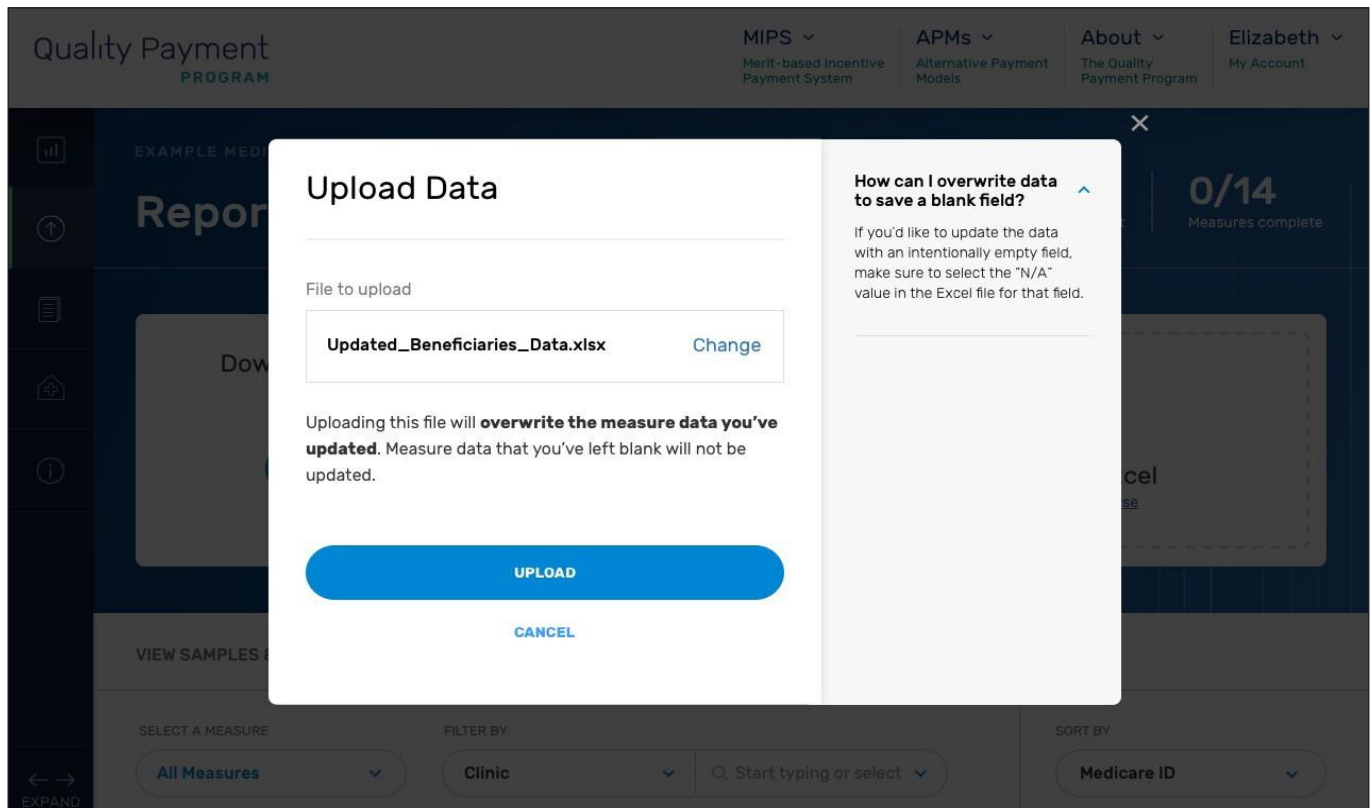 Quality Payment
PROGRAM
MIPS
Merit-based Incentive
Payment System
APMs
Alternative Payment
Models
About
The Quality
Payment Program
Elizabeth
My Account
EXAMPLE MEDI
Repor
t
0/14
Measures complete
Upload Data
File to upload
Updated_Beneficiaries_Data.xlsx Change
Uploading this file will overwrite the measure data you've
updated. Measure data that you've left blank will not be
updated.
UPLOAD
CANCEL
How can I overwrite data
to save a blank field?
If you'd like to update the data
with an intentionally empty field,
make sure to select the "N/A"
value in the Excel file for that field.
Dow
cel
se
VIEW SAMPLES &
SELECT A MEASURE
All Measures
FILTER BY
Clinic
Start typing or select
SORT BY
Medicare ID
EXPAND